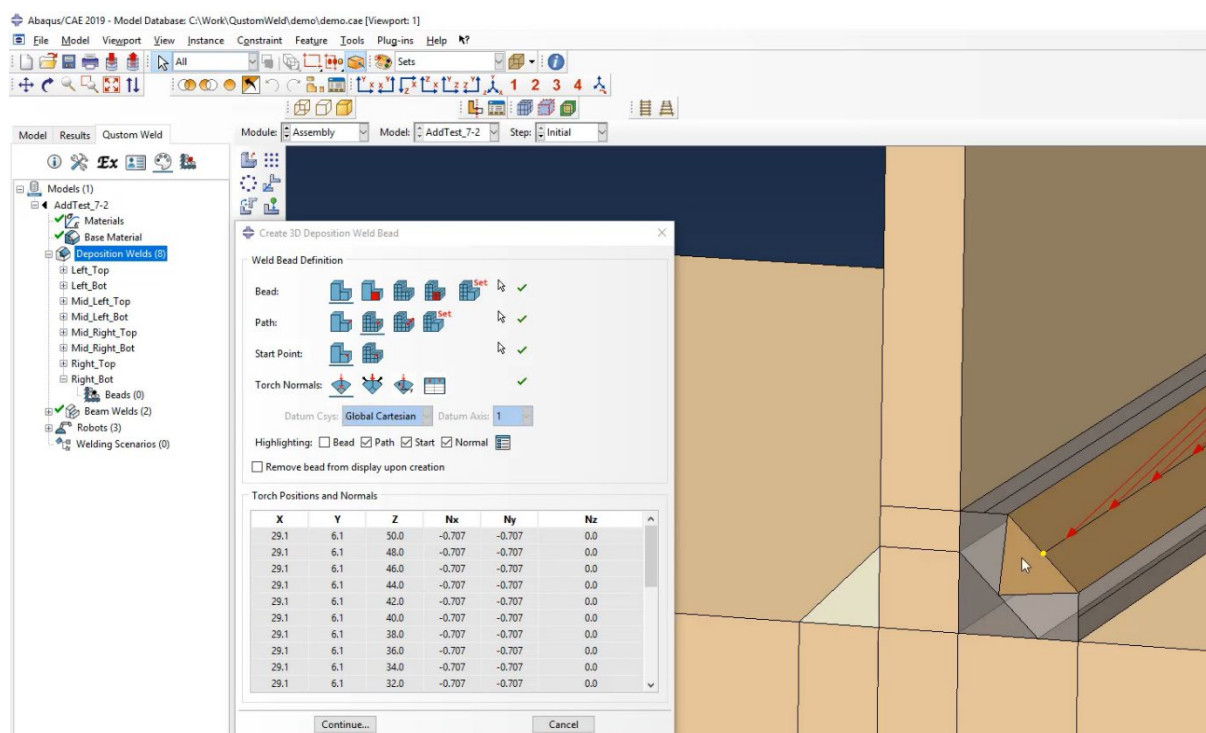 Abaqus/CAE 2019 - Model Database: C:\Work\QustomWeld\demo\demo.cae [Viewport: 1]
File Model Viewport View Instance Constraint Feature Tools Plug-ins Help
All Sets
1 2 3 4
Model Results Qustom Weld
Module: Assembly Model: AddTest_7-2 Step: Initial
Ex
Models (1)
AddTest_7-2
Materials
Base Material
Deposition Welds (8)
Left_Top
Left_Bot
Mid_Left_Top
Mid_Left_Bot
Mid_Right_Top
Mid_Right_Bot
Right_Top
Right_Bot
Beads (0)
Beam Welds (2)
Robots (3)
Welding Scenarios (0)
Create 3D Deposition Weld Bead
Weld Bead Definition
Bead: Set
Path: Set
Start Point:
Torch Normals:
Datum Csys: Global Cartesian Datum Axis: 1
Highlighting: Bead Path Start Normal
Remove bead from display upon creation
Torch Positions and Normals
X Y Z Nx Ny Nz
29.1 6.1 50.0 -0.707 -0.707 0.0
29.1 6.1 48.0 -0.707 -0.707 0.0
29.1 6.1 46.0 -0.707 -0.707 0.0
29.1 6.1 44.0 -0.707 -0.707 0.0
29.1 6.1 42.0 -0.707 -0.707 0.0
29.1 6.1 40.0 -0.707 -0.707 0.0
29.1 6.1 38.0 -0.707 -0.707 0.0
29.1 6.1 36.0 -0.707 -0.707 0.0
29.1 6.1 34.0 -0.707 -0.707 0.0
29.1 6.1 32.0 -0.707 -0.707 0.0
Continue... Cancel